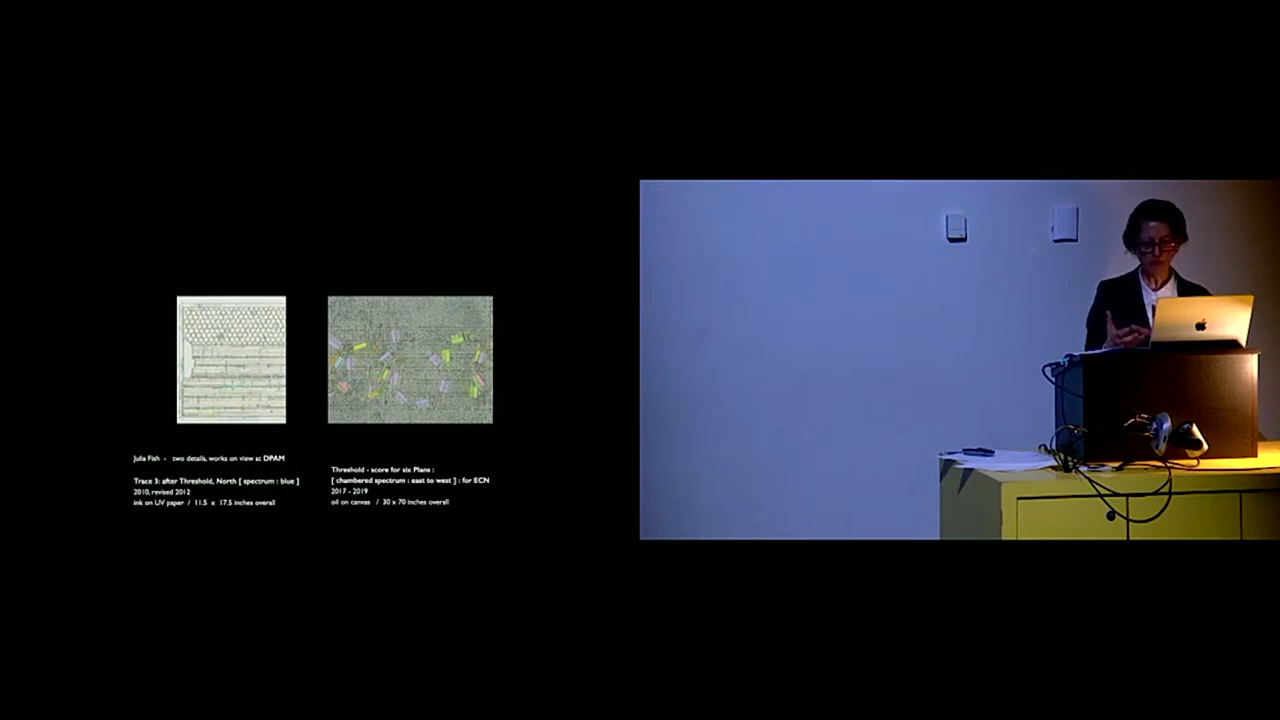 Julia Fish - two details, works on view at DPAM
Trace 3: after Threshold, North [ spectrum : blue ]
2010, revised 2012
ink on UV paper / 11.5 x 17.5 inches overall
Threshold - score for six Plans :
[ chambered spectrum : east to west ] : for ECN
2017 - 2019
oil on canvas / 30 x 70 inches overall